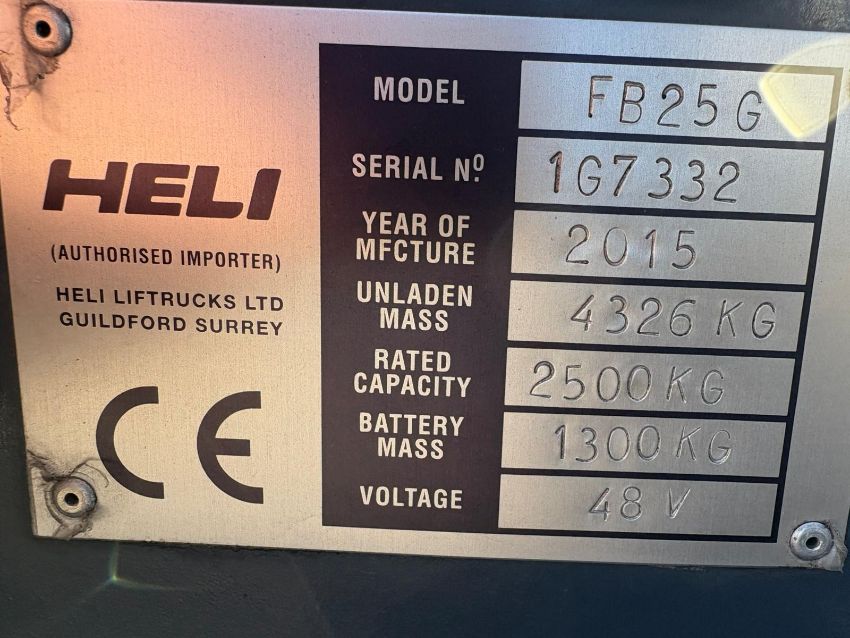 HELI
(AUTHORISED IMPORTER)
HELI LIFTRUCKS LTD
GUILDFORD SURREY
CE
MODEL FB25G
SERIAL Nº 1G7332
YEAR OF
MFCTURE 2015
UNLADEN
MASS 4326 KG
RATED
CAPACITY 2500KG
BATTERY
MASS 1300KG
VOLTAGE 48 V